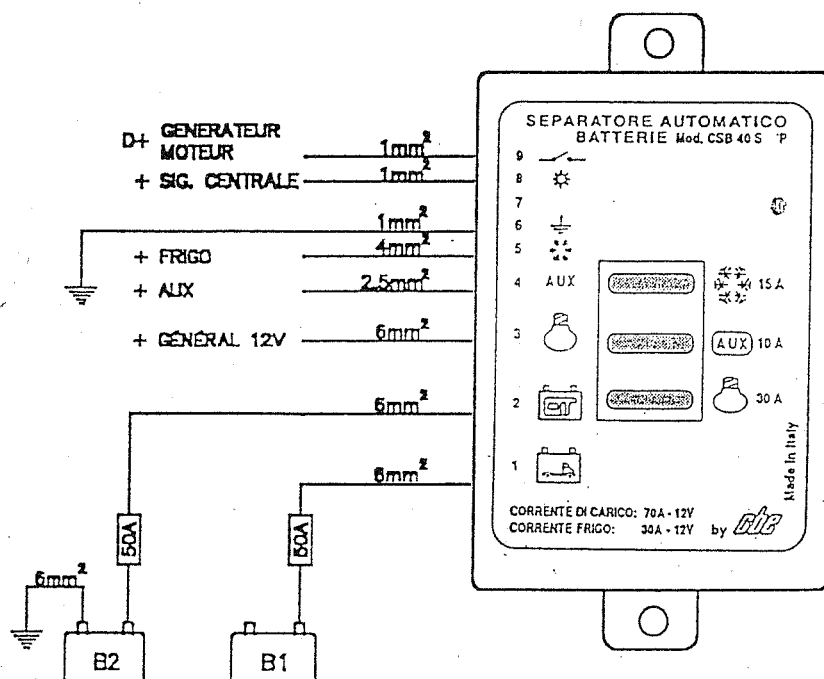 D+ GENERATEUR
MOTEUR
1mm²
+ SIG. CENTRALE
1mm²
1mm²
+ FRIGO
4mm²
+ AUX
2.5mm²
+ GÉNÉRAL 12V
6mm²
6mm²
6mm²
50A
50A
6mm²
B2
B1
SEPARATORE AUTOMATICO
BATTERIE Mod. CSB 40 S P
9
8
7
6
5
4 AUX
3
2
1
15 A
AUX 10 A
30 A
Made in Italy
CORRENTE DI CARICO: 70A - 12V
CORRENTE FRIGO: 30A - 12V
by cbe